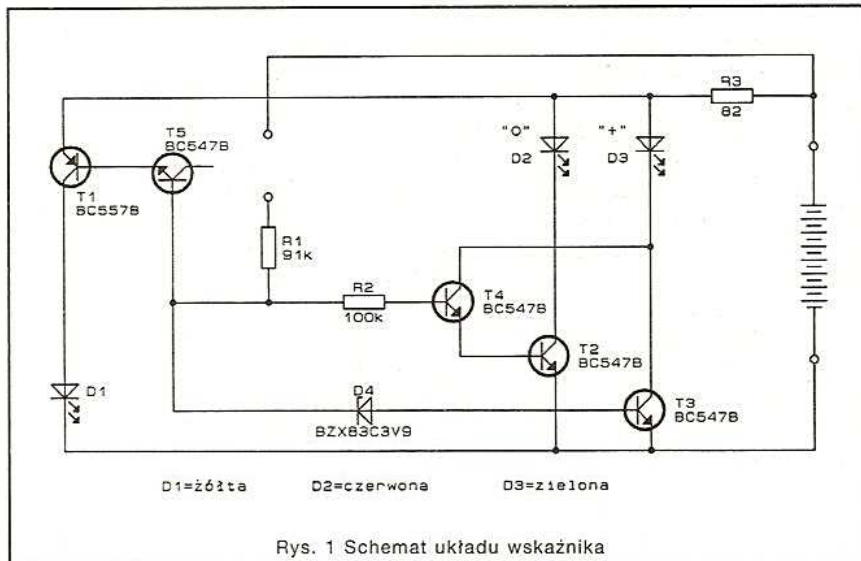 R3
82
T5
BC547B
"O"
D2
"+"
D3
T1
BC557B
R1
91k
R2
100k
T4
BC547B
T2
BC547B
D1
D4
BZX83C3V9
T3
BC547B
D1=żółta D2=czerwona D3=zielona
Rys. 1 Schemat układu wskaźnika